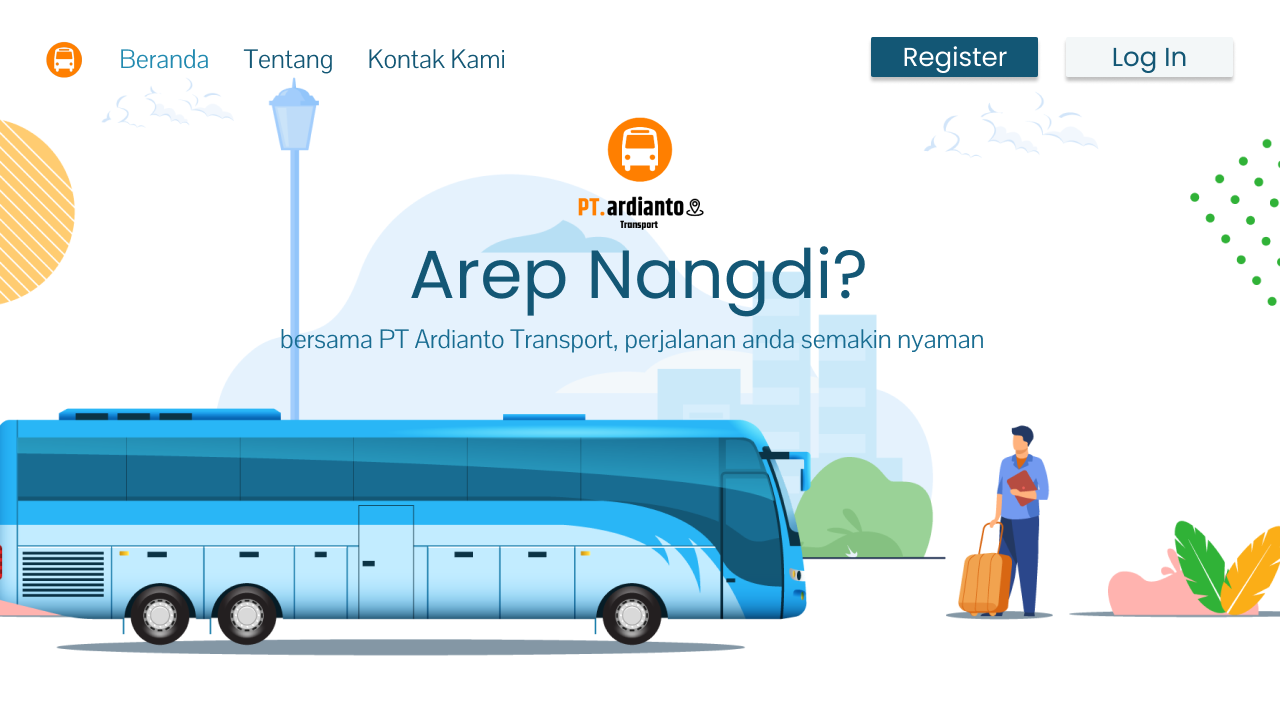 Beranda Tentang Kontak Kami Register Log In
PT.ardianto
Transport
Arep Nangdi?
bersama PT Ardianto Transport, perjalanan anda semakin nyaman